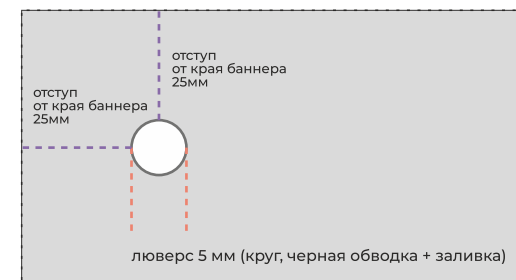 отступ
от края баннера
25мм
отступ
от края баннера
25мм
люверс 5 мм (круг, черная обводка + заливка)